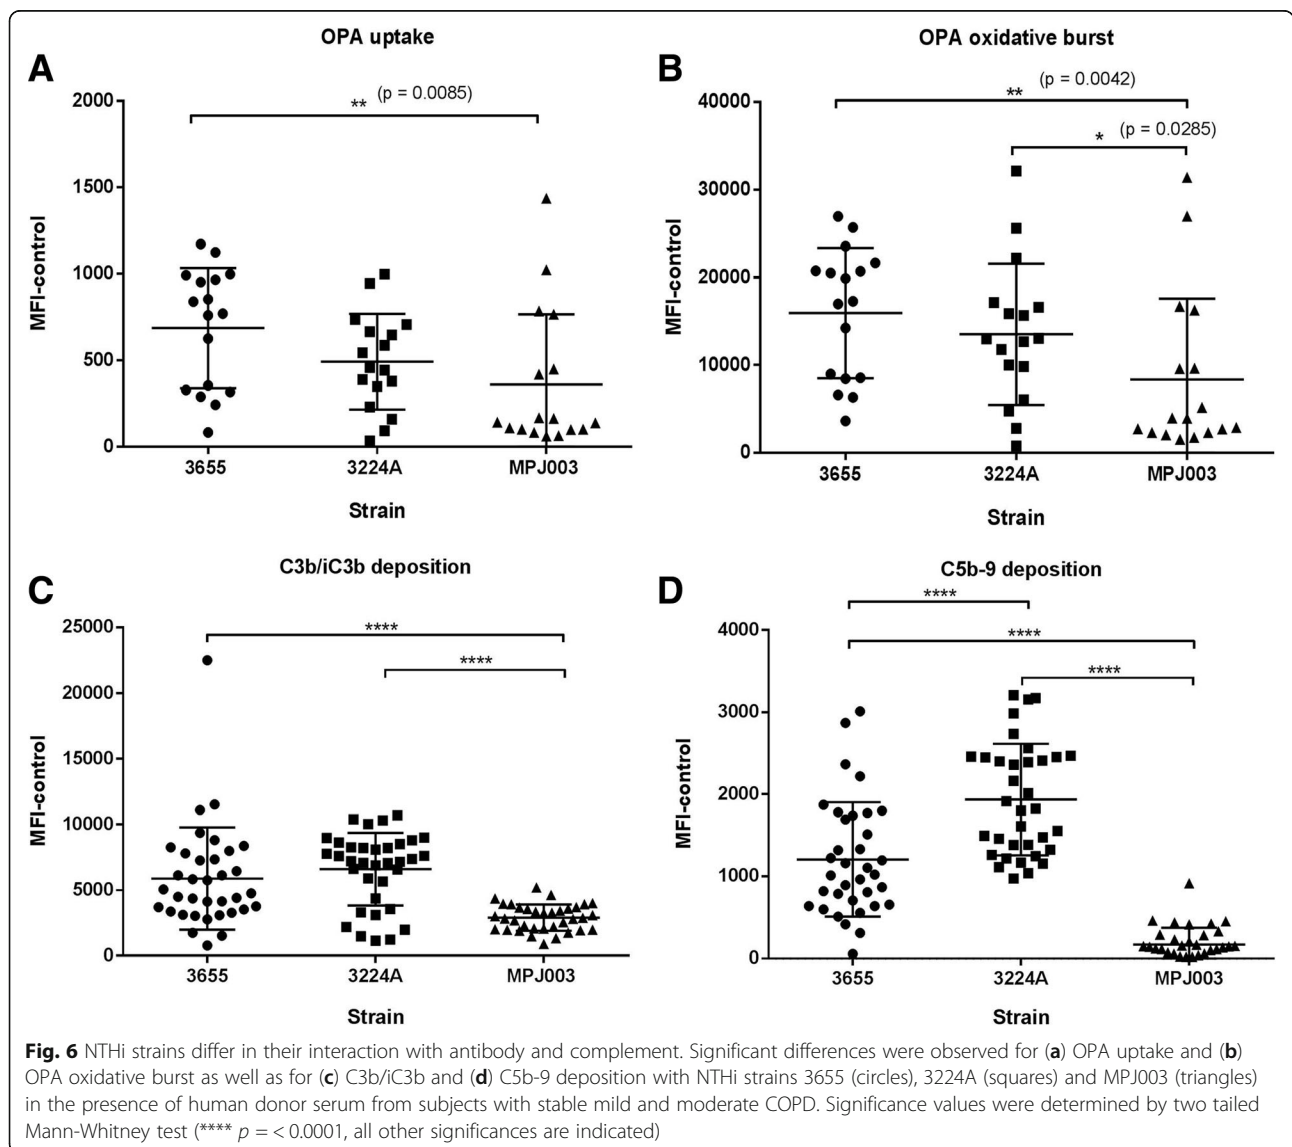 OPA uptake
A
** (p = 0.0085)
2000
1500
1000
500
0
MFI-control
3655 3224A MPJ003
Strain
OPA oxidative burst
B
** (p = 0.0042)
* (p = 0.0285)
40000
30000
20000
10000
0
MFI-control
3655 3224A MPJ003
Strain
C3b/iC3b deposition
C
****
****
25000
20000
15000
10000
5000
0
MFI-control
3655 3224A MPJ003
Strain
C5b-9 deposition
D
****
****
****
4000
3000
2000
1000
0
MFI-control
3655 3224A MPJ003
Strain
Fig. 6 NTHi strains differ in their interaction with antibody and complement. Significant differences were observed for (a) OPA uptake and (b)
OPA oxidative burst as well as for (c) C3b/iC3b and (d) C5b-9 deposition with NTHi strains 3655 (circles), 3224A (squares) and MPJ003 (triangles)
in the presence of human donor serum from subjects with stable mild and moderate COPD. Significance values were determined by two tailed
Mann-Whitney test (**** p = < 0.0001, all other significances are indicated)